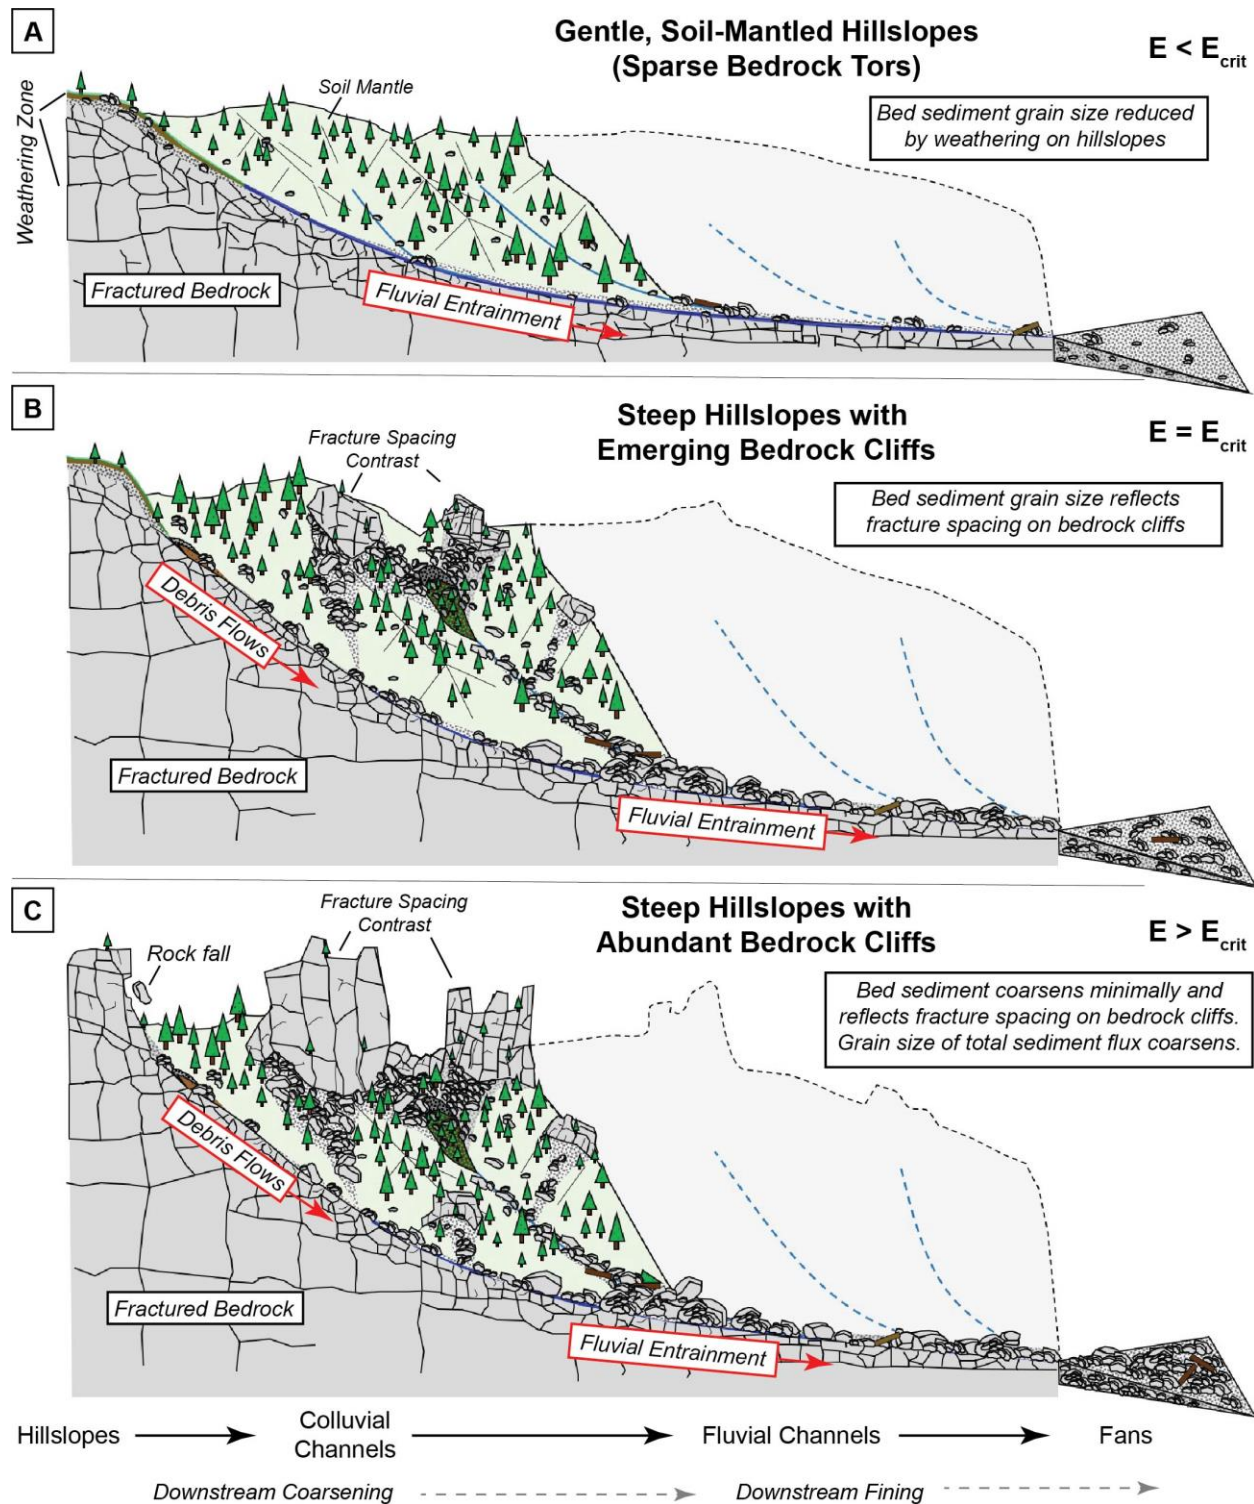 A
Gentle, Soil-Mantled Hillslopes
(Sparse Bedrock Tors)
E < Ecrit
Weathering Zone
Soil Mantle
Bed sediment grain size reduced
by weathering on hillslopes
Fractured Bedrock
Fluvial Entrainment
B
Steep Hillslopes with
Emerging Bedrock Cliffs
E = Ecrit
Fracture Spacing
Contrast
Bed sediment grain size reflects
fracture spacing on bedrock cliffs
Debris Flows
Fractured Bedrock
Fluvial Entrainment
C
Fracture Spacing
Contrast
Steep Hillslopes with
Abundant Bedrock Cliffs
E > Ecrit
Rock fall
Bed sediment coarsens minimally and
reflects fracture spacing on bedrock cliffs.
Grain size of total sediment flux coarsens.
Debris Flows
Fractured Bedrock
Fluvial Entrainment
Hillslopes
Colluvial
Channels
Fluvial Channels
Fans
Downstream Coarsening
Downstream Fining